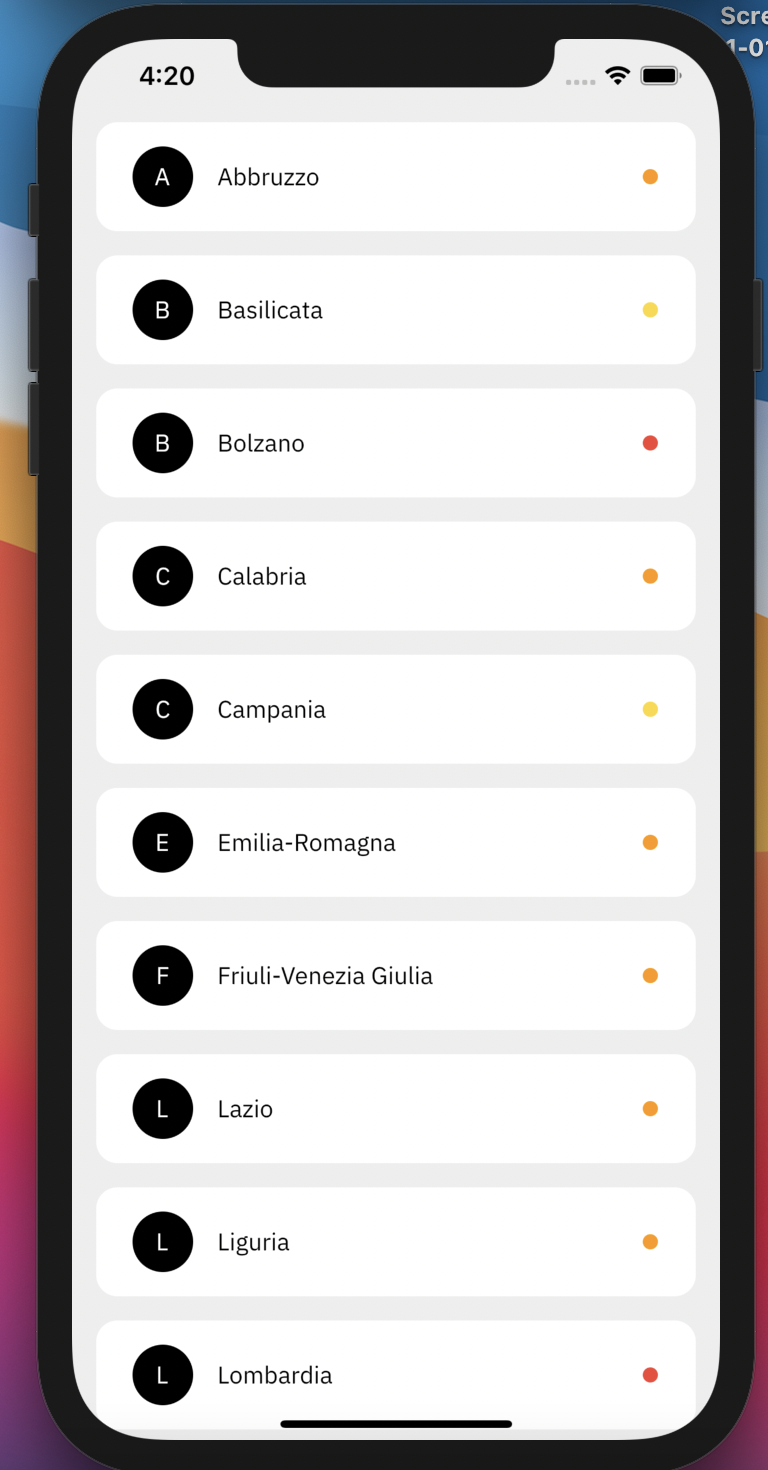 Scre
1-01
4:20
A Abbruzzo
B Basilicata
B Bolzano
C Calabria
C Campania
E Emilia-Romagna
F Friuli-Venezia Giulia
L Lazio
L Liguria
L Lombardia